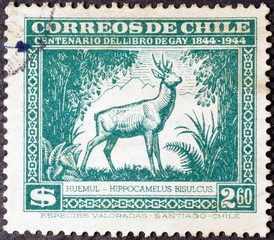 CORREOS DE CHILE
CENTENARIO DEL LIBRO DE GAY 1844-1944
HUEMUL - HIPPOCAMELUS BISULCUS.
$ 2.60
ESPECIES VALORADAS - SANTIAGO - CHILE